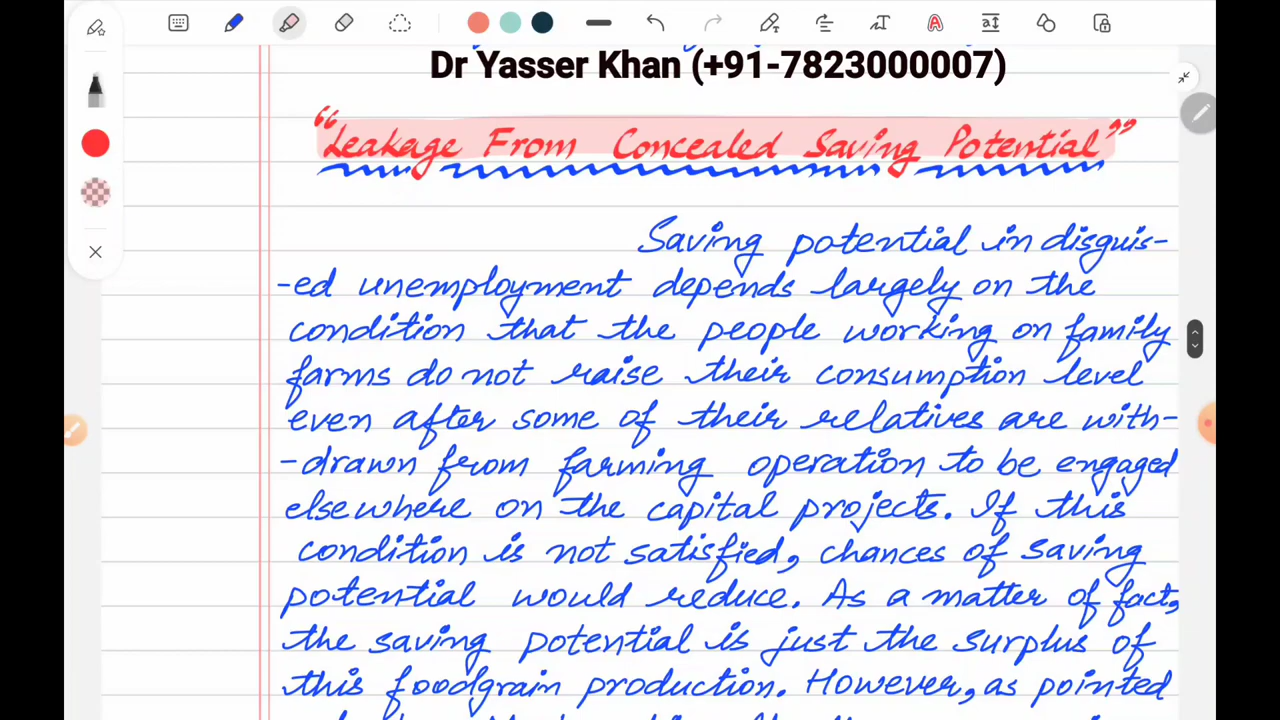 Dr Yasser Khan (+91-7823000007)
"Leakage From Concealed Saving Potential"
Saving potential in disguis-
-ed unemployment depends largely on the
condition that the people working on family
farms do not raise their consumption level
even after some of their relatives are with-
-drawn from farming operation to be engaged
elsewhere on the capital projects. If this
condition is not satisfied, chances of saving
potential would reduce. As a matter of fact,
the saving potential is just the surplus of
this foodgrain production. However, as pointed